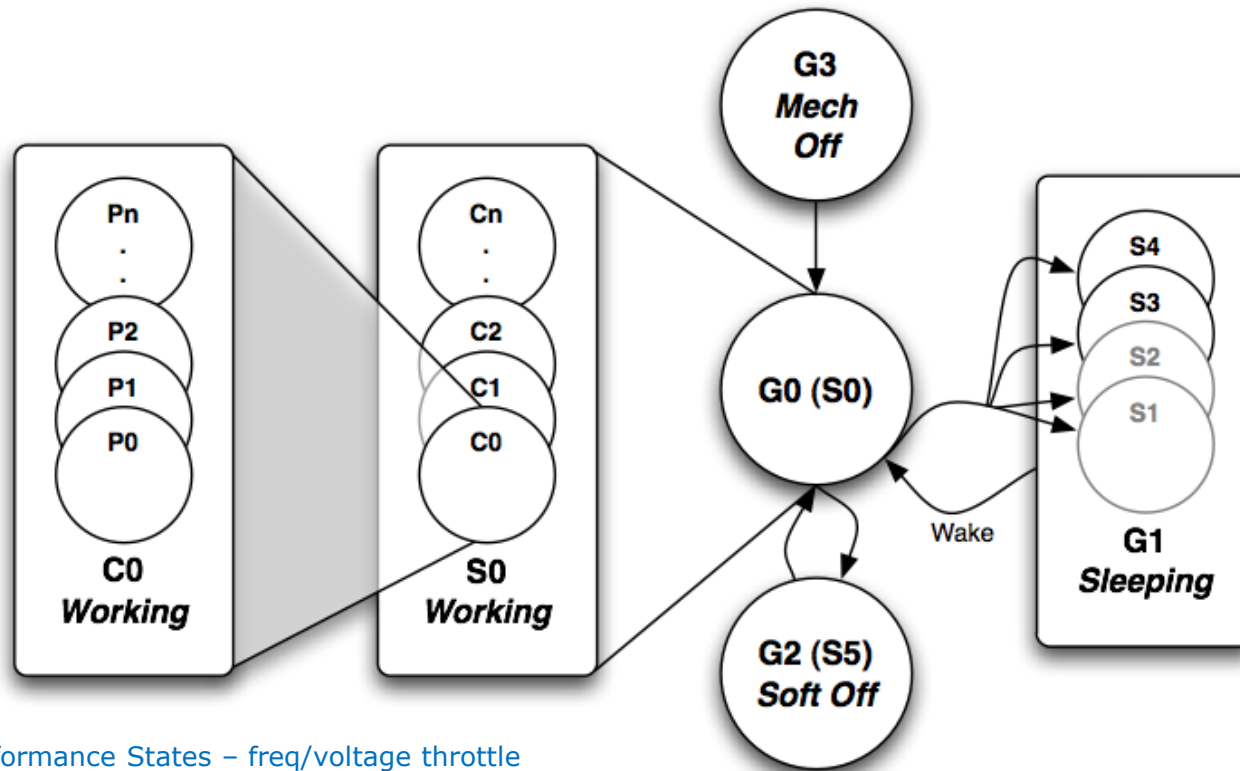 G3
Mech
Off
Pn
.
.
P2
P1
P0
C0
Working
Cn
.
.
C2
C1
C0
S0
Working
G0 (S0)
Wake
G2 (S5)
Soft Off
S4
S3
S2
S1
G1
Sleeping
States – freq/voltage throttle